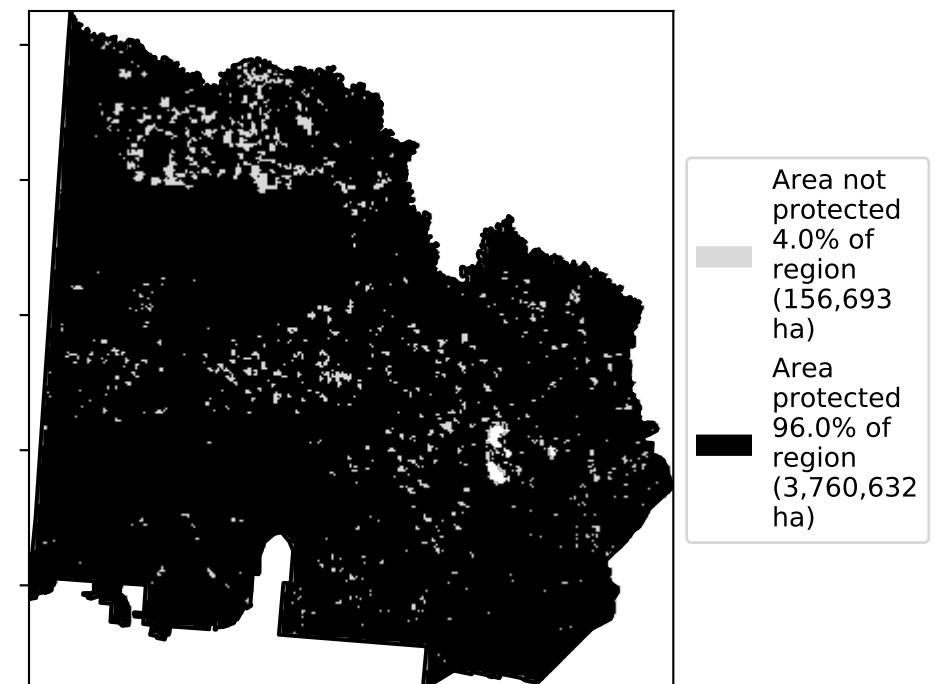 Area not
protected
4.0% of
region
(156,693
ha)
Area
protected
96.0% of
region
(3,760,632
ha)